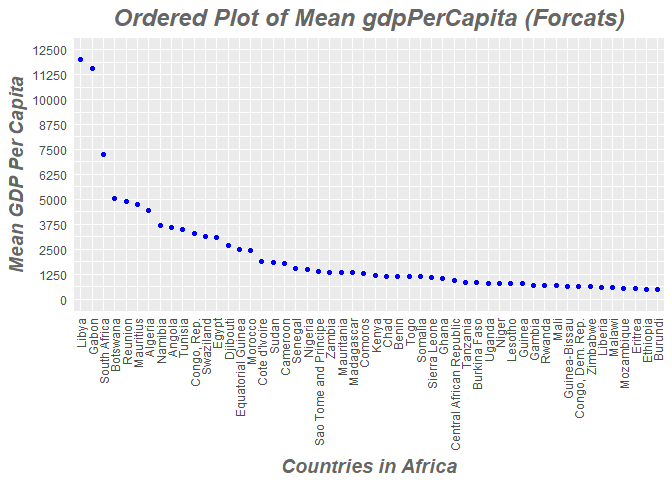 Ordered Plot of Mean gdpPerCapita (Forcats)
Mean GDP Per Capita
12500
11250
10000
8750
7500
6250
5000
3750
2500
1250
0
Libya
Gabon
South Africa
Botswana
Reunion
Mauritius
Algeria
Namibia
Angola
Tunisia
Congo, Rep.
Swaziland
Egypt
Djibouti
Equatorial Guinea
Morocco
Cote d'Ivoire
Sudan
Cameroon
Senegal
Nigeria
Sao Tome and Principe
Zambia
Mauritania
Madagascar
Comoros
Kenya
Chad
Benin
Togo
Somalia
Sierra Leone
Ghana
Central African Republic
Tanzania
Burkina Faso
Uganda
Niger
Lesotho
Guinea
Gambia
Rwanda
Mali
Guinea-Bissau
Congo, Dem. Rep.
Zimbabwe
Liberia
Malawi
Mozambique
Eritrea
Ethiopia
Burundi
Countries in Africa